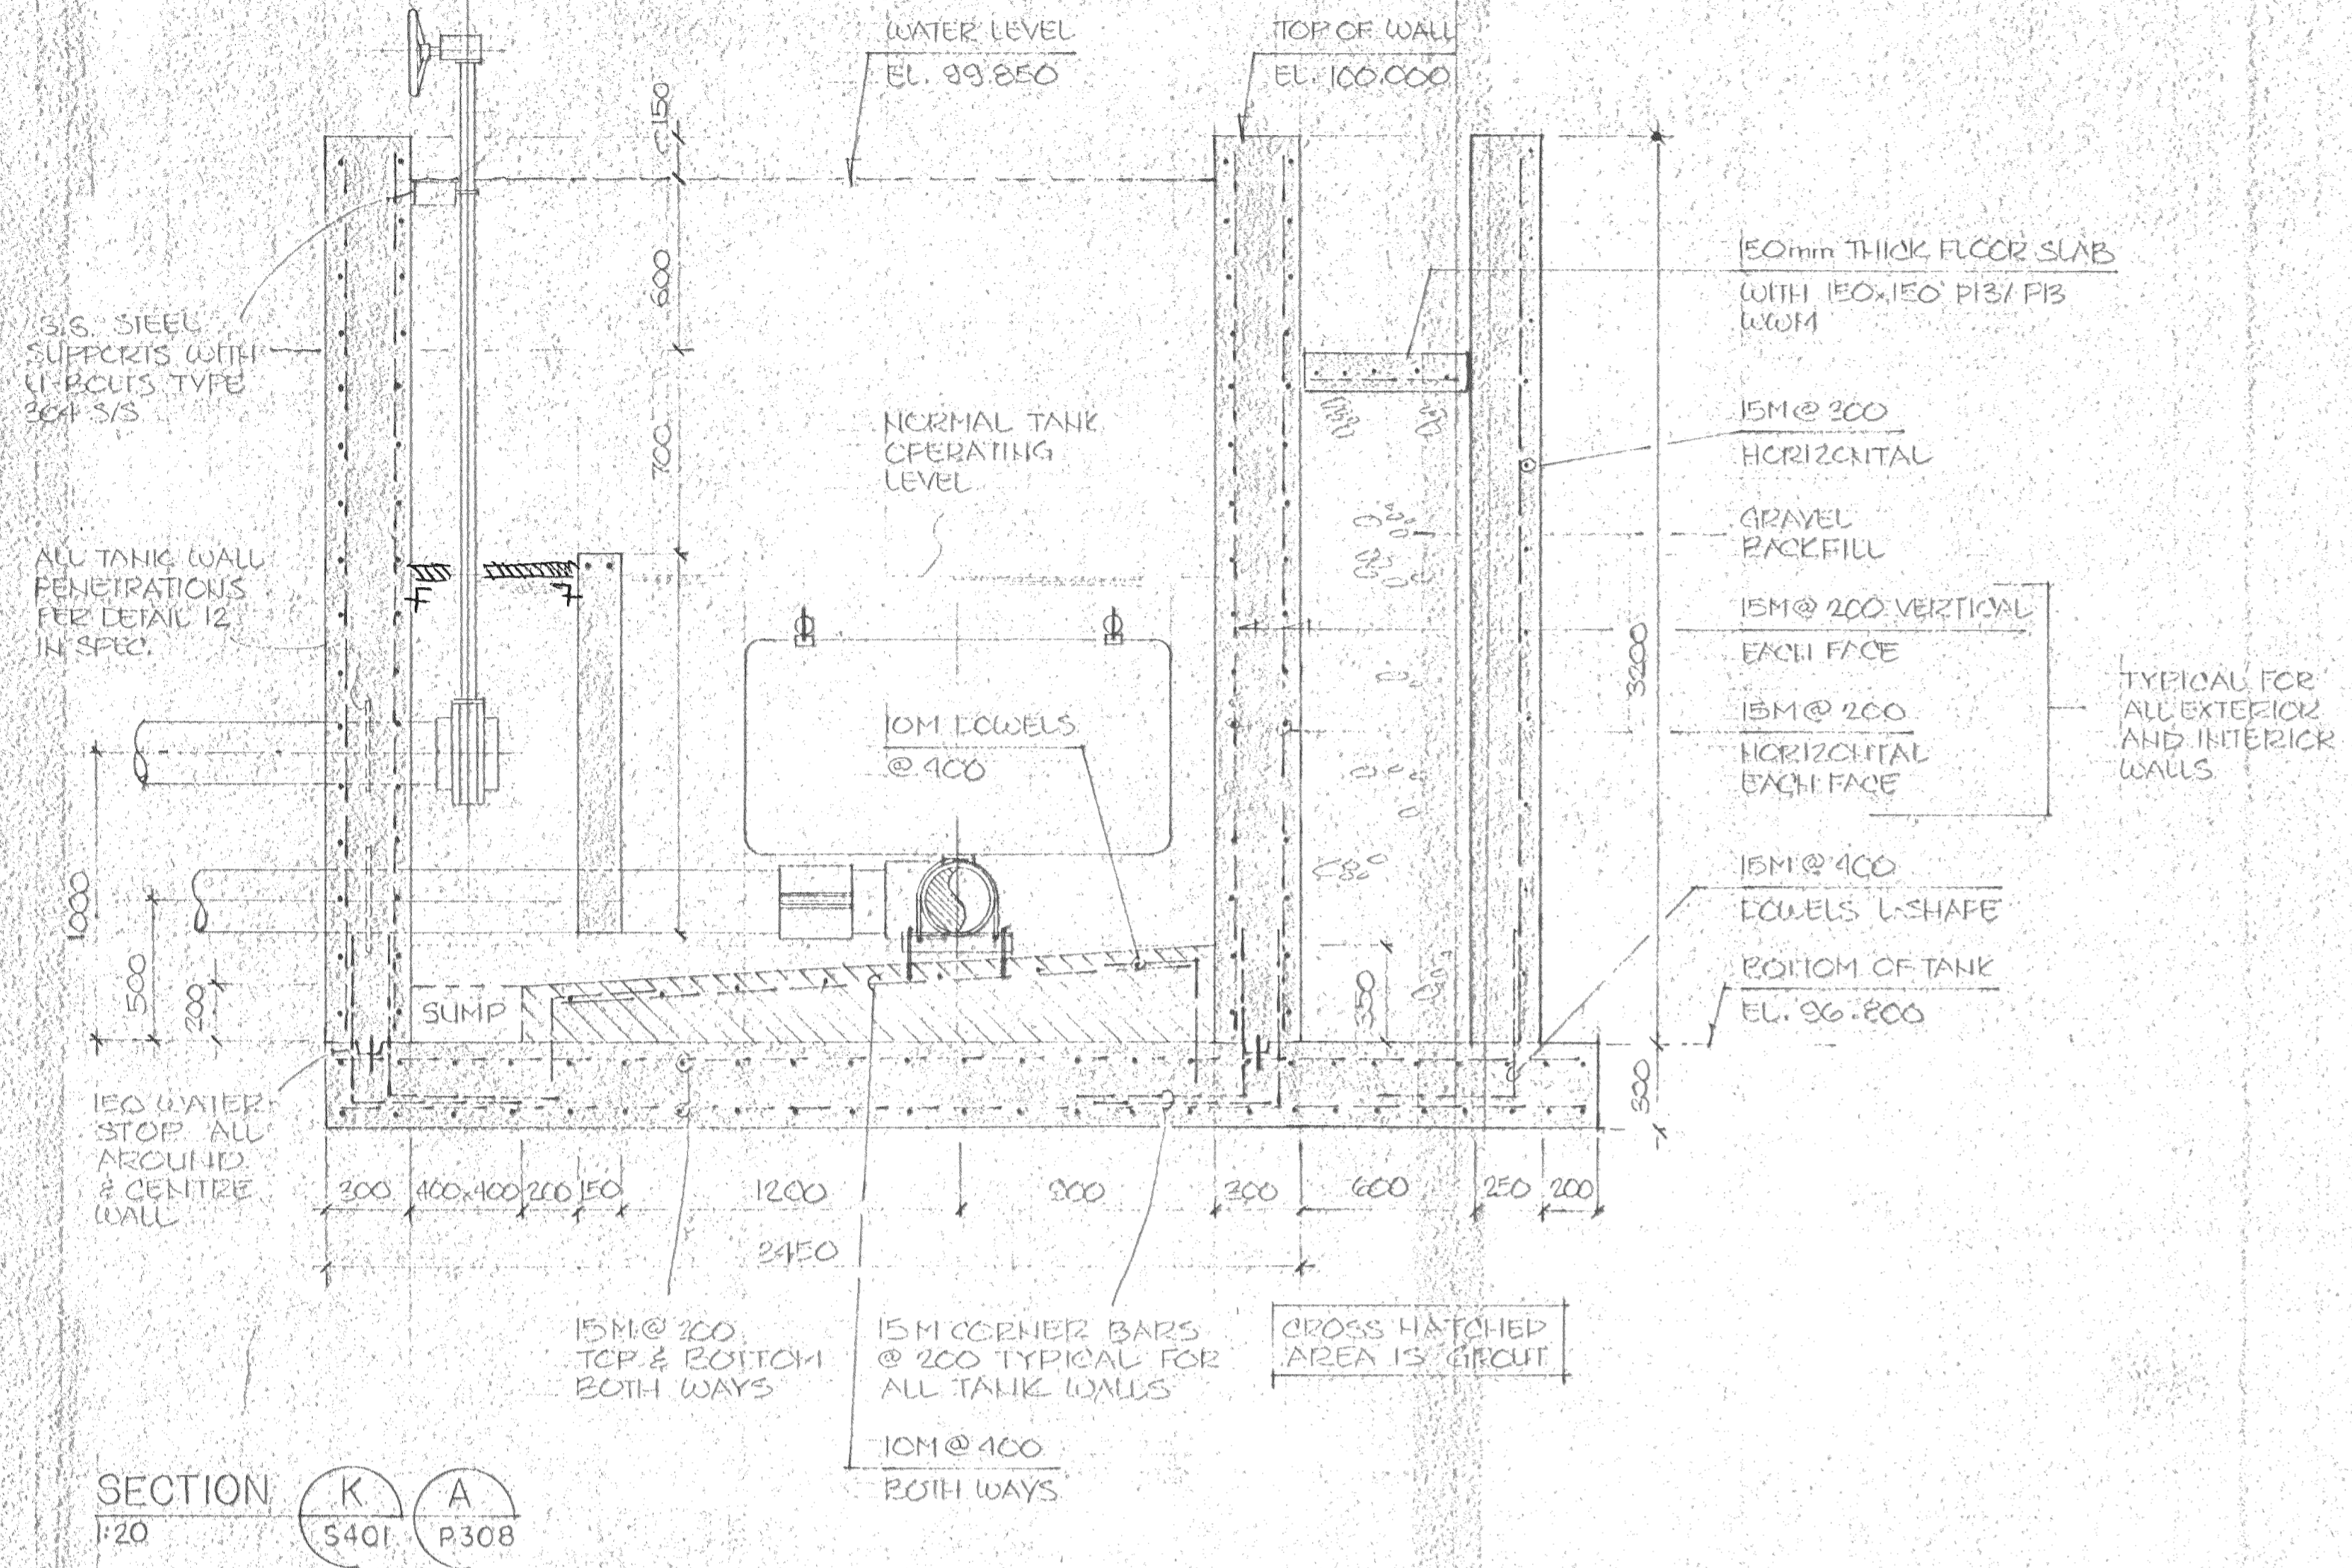 WATER LEVEL
EL. 99.850
TOP OF WALL
EL. 100.000
150
600
700
150mm THICK FLOOR SLAB
WITH 150x150 P13/P13
WWM
S.S. STEEL
SUPPORTS WITH
U-BOLTS TYPE
304 S/S
NORMAL TANK
OPERATING
LEVEL
15M @ 300
HORIZONTAL
GRAVEL
BACKFILL
ALL TANK WALL
PENETRATIONS
PER DETAIL 12
IN SPEC.
15M @ 200 VERTICAL
EACH FACE
15M @ 200
HORIZONTAL
EACH FACE
TYPICAL FOR
ALL EXTERIOR
AND INTERIOR
WALLS
3200
10M DOWELS
@ 400
15M @ 400
DOWELS L-SHAPE
BOTTOM OF TANK
EL. 96.800
1000
500
200
SUMP
350
300
150 WATER
STOP ALL
AROUND
& CENTRE
WALL
300
400x400
200
150
1200
900
300
600
250
200
3450
15M @ 200
TOP & BOTTOM
BOTH WAYS
15M CORNER BARS
@ 200 TYPICAL FOR
ALL TANK WALLS
CROSS HATCHED
AREA IS GROUT
10M @ 400
BOTH WAYS
SECTION
1:20
K
S401
A
P308